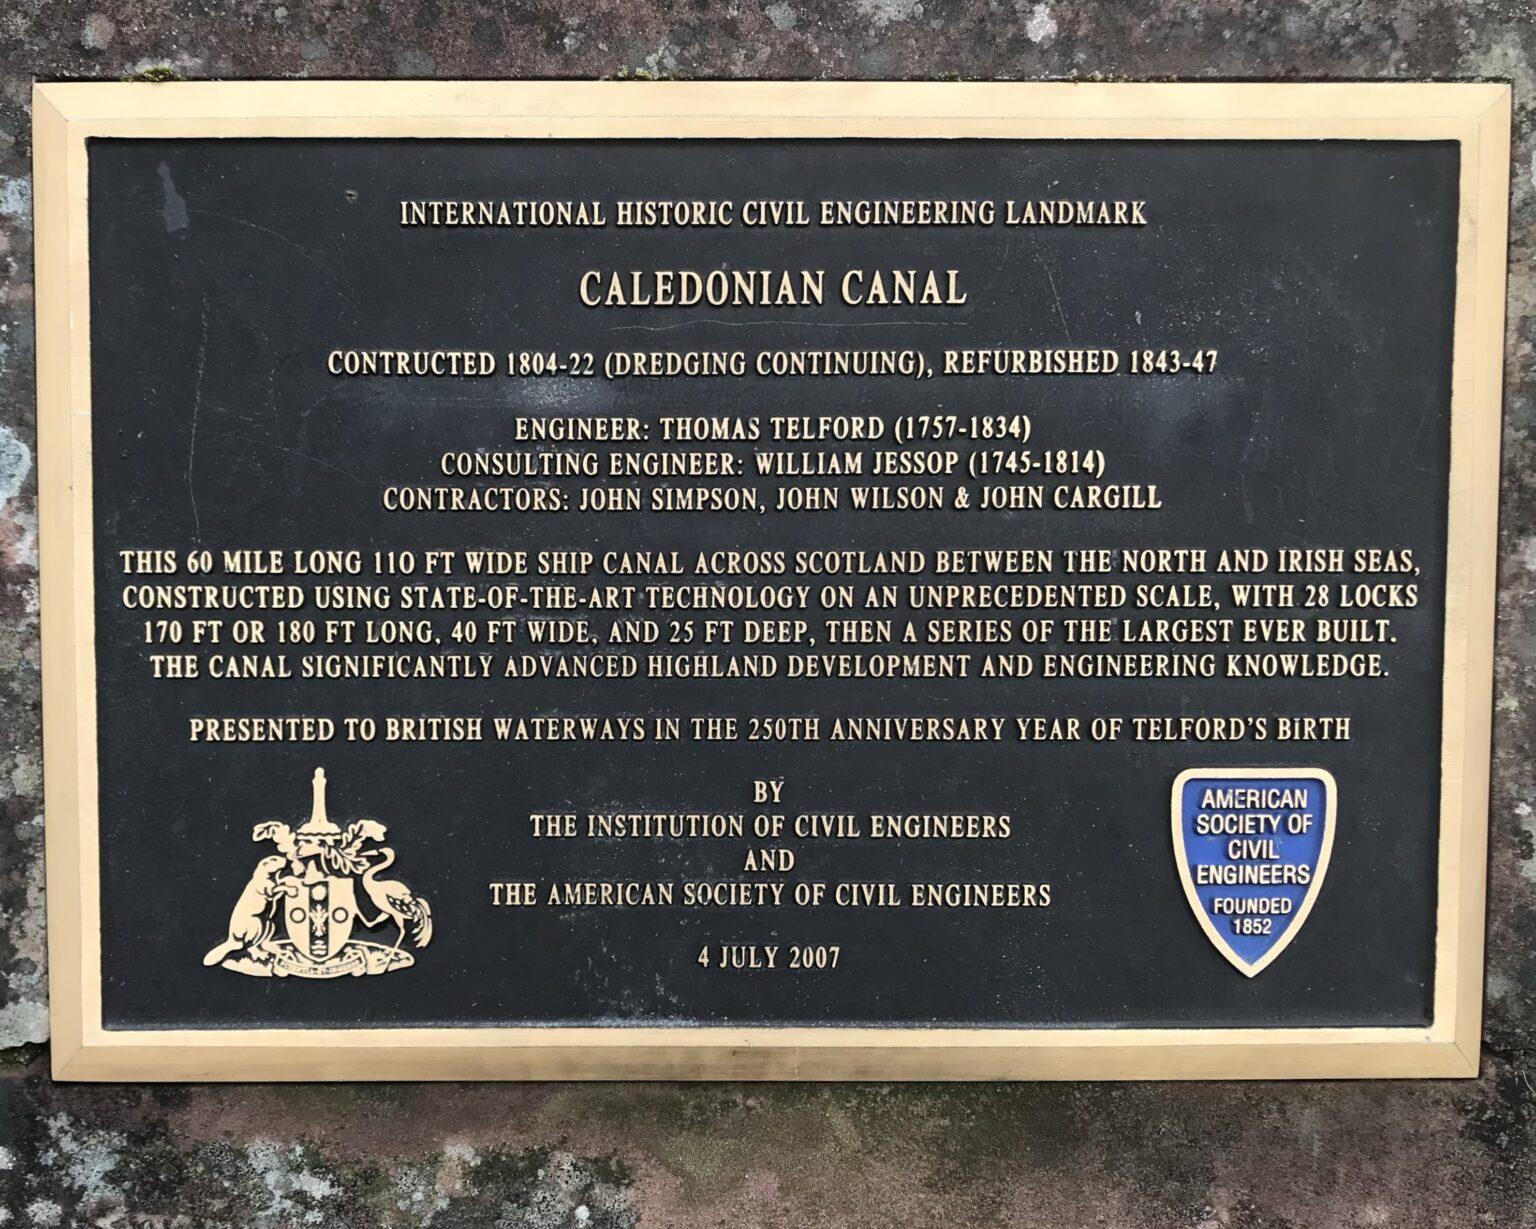 INTERNATIONAL HISTORIC CIVIL ENGINEERING LANDMARK
CALEDONIAN CANAL
CONTRUCTED 1804-22 (DREDGING CONTINUING), REFURBISHED 1843-47
ENGINEER: THOMAS TELFORD (1757-1834)
CONSULTING ENGINEER: WILLIAM JESSOP (1745-1814)
CONTRACTORS: JOHN SIMPSON, JOHN WILSON & JOHN CARGILL
THIS 60 MILE LONG 110 FT WIDE SHIP CANAL ACROSS SCOTLAND BETWEEN THE NORTH AND IRISH SEAS,
CONSTRUCTED USING STATE-OF-THE-ART TECHNOLOGY ON AN UNPRECEDENTED SCALE, WITH 28 LOCKS
170 FT OR 180 FT LONG, 40 FT WIDE, AND 25 FT DEEP, THEN A SERIES OF THE LARGEST EVER BUILT.
THE CANAL SIGNIFICANTLY ADVANCED HIGHLAND DEVELOPMENT AND ENGINEERING KNOWLEDGE.
PRESENTED TO BRITISH WATERWAYS IN THE 250TH ANNIVERSARY YEAR OF TELFORD'S BiRTH
BY
THE INSTITUTION OF CIVIL ENGINEERS
AND
THE AMERICAN SOCIETY OF CIVIL ENGINEERS
4 JULY 2007
AMERICAN
SOCIETY OF
CIVIL
ENGINEERS
FOUNDED
1852